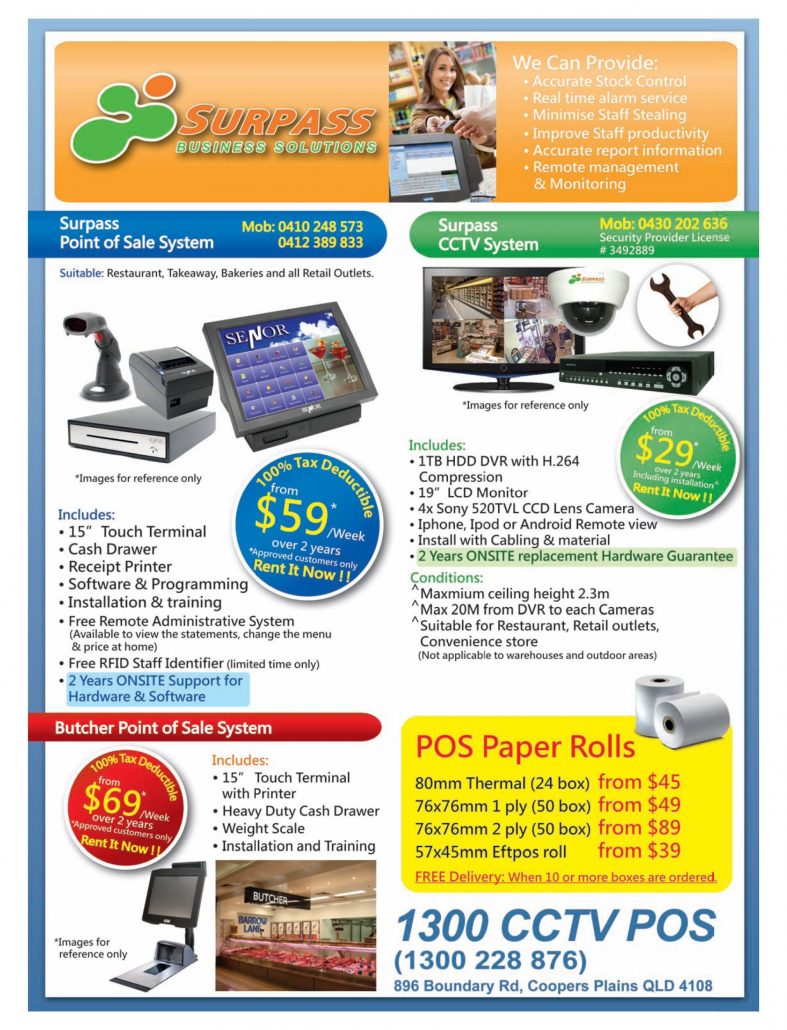 SURPASS
BUSINESS SOLUTIONS
We Can Provide:
• Accurate Stock Control
• Real time alarm service
• Minimise Staff Stealing
• Improve Staff productivity
• Accurate report information
• Remote management
& Monitoring
Surpass
Point of Sale System
Mob: 0410 248 573
0412 389 833
Suitable: Restaurant, Takeaway, Bakeries and all Retail Outlets.
SENOR
SENOR
*Images for reference only
100% Tax Deductible
from
$59*
/Week
over 2 years
*Approved customers only
Rent It Now !!
Includes:
• 15” Touch Terminal
• Cash Drawer
• Receipt Printer
• Software & Programming
• Installation & training
• Free Remote Administrative System
(Available to view the statements, change the menu
& price at home)
• Free RFID Staff Identifier (limited time only)
• 2 Years ONSITE Support for
Hardware & Software
Surpass
CCTV System
Mob: 0430 202 636
Security Provider License
# 3492889
SURPASS
*Images for reference only
100% Tax Deductible
from
$29*
/Week
over 2 years
Including installation^
Rent It Now !!
Includes:
• 1TB HDD DVR with H.264
Compression
• 19” LCD Monitor
• 4x Sony 520TVL CCD Lens Camera
• Iphone, Ipod or Android Remote view
• Install with Cabling & material
• 2 Years ONSITE replacement Hardware Guarantee
Conditions:
^Maxmium ceiling height 2.3m
^Max 20M from DVR to each Cameras
^Suitable for Restaurant, Retail outlets,
Convenience store
(Not applicable to warehouses and outdoor areas)
Butcher Point of Sale System
100% Tax Deductible
from
$69*
/Week
over 2 years
*Approved customers only
Rent It Now !!
Includes:
• 15” Touch Terminal
with Printer
• Heavy Duty Cash Drawer
• Weight Scale
• Installation and Training
*Images for
reference only
BUTCHER
BARROW
LANE
POS Paper Rolls
80mm Thermal (24 box) from $45
76x76mm 1 ply (50 box) from $49
76x76mm 2 ply (50 box) from $89
57x45mm Eftpos roll from $39
FREE Delivery: When 10 or more boxes are ordered.
1300 CCTV POS
(1300 228 876)
896 Boundary Rd, Coopers Plains QLD 4108